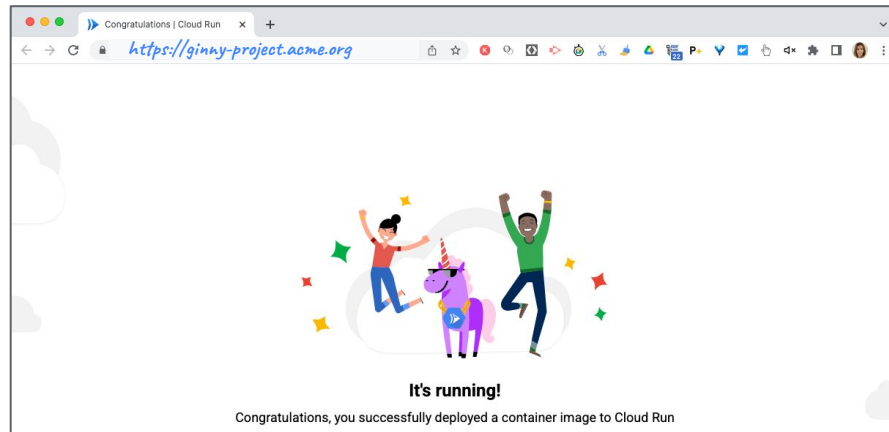 Congratulations | Cloud Run
https://ginny-project.acme.org
22
P+
It's running!
Congratulations, you successfully deployed a container image to Cloud Run